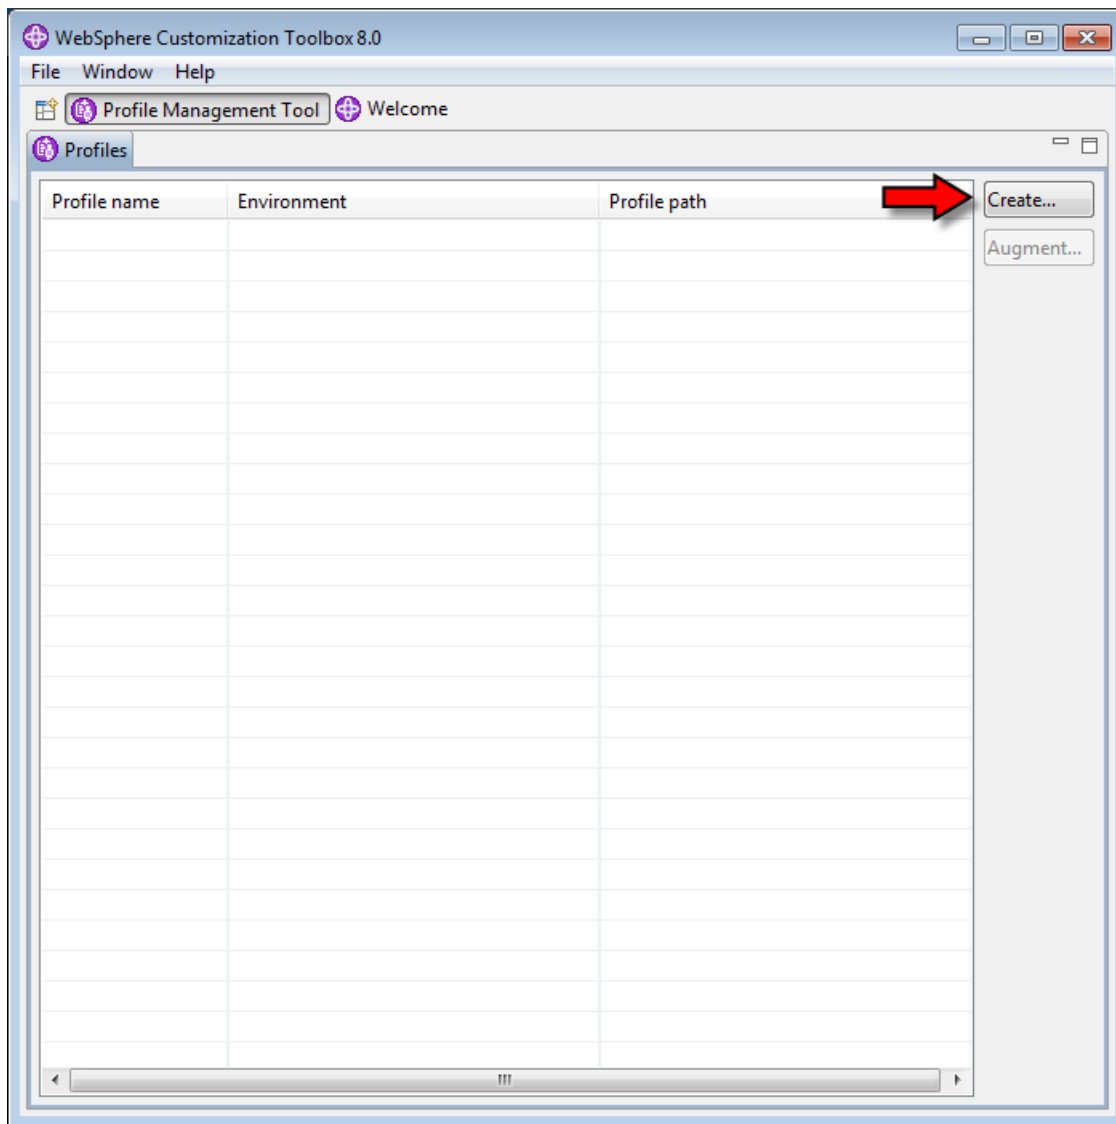 WebSphere Customization Toolbox 8.0
File Window Help
Profile Management Tool Welcome
Profiles
Profile name Environment Profile path Create...
Augment...